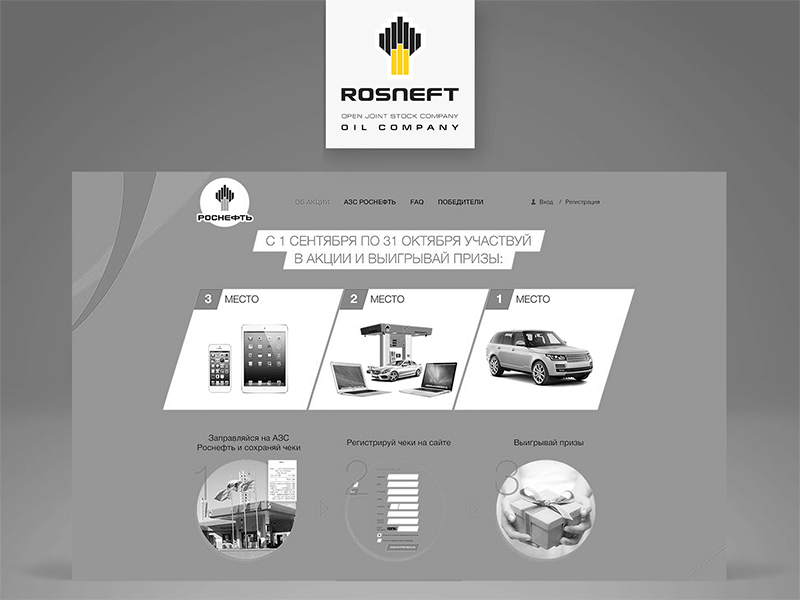 ROSNEFT
OPEN JOINT STOCK COMPANY
OIL COMPANY
РОСНЕФТЬ
ОБ АКЦИИ АЗС РОСНЕФТЬ FAQ ПОБЕДИТЕЛИ Вход / Регистрация
С 1 СЕНТЯБРЯ ПО 31 ОКТЯБРЯ УЧАСТВУЙ
В АКЦИИ И ВЫИГРЫВАЙ ПРИЗЫ:
3 МЕСТО
2 МЕСТО
1 МЕСТО
Заправляйся на АЗС
Роснефть и сохраняй чеки
Регистрируй чеки на сайте
Выигрывай призы
1
2
3